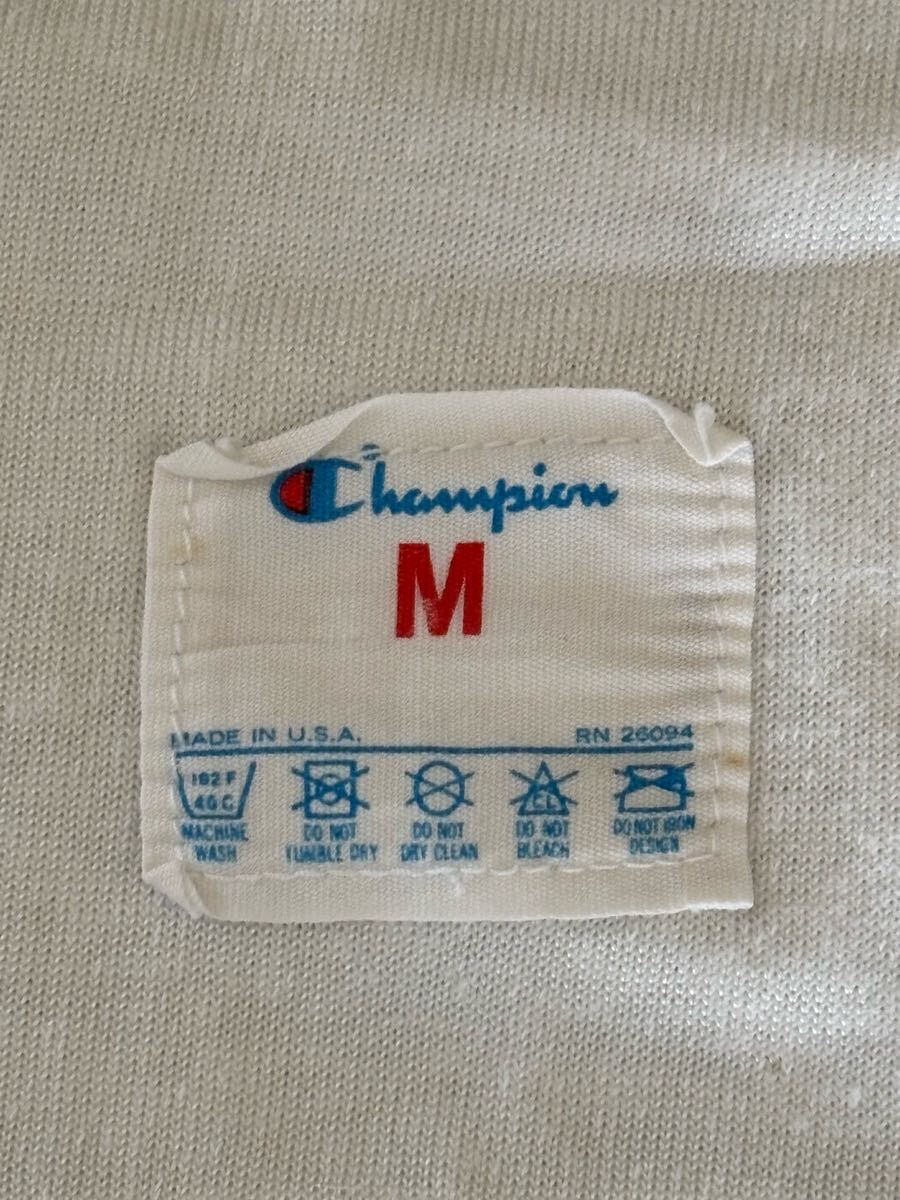 Champion
M
MADE IN U.S.A. RN 26094
102 F
40 C CL
MACHINE WASH DO NOT TUMBLE DRY DO NOT DRY CLEAN DO NOT BLEACH DO NOT IRON DESIGN